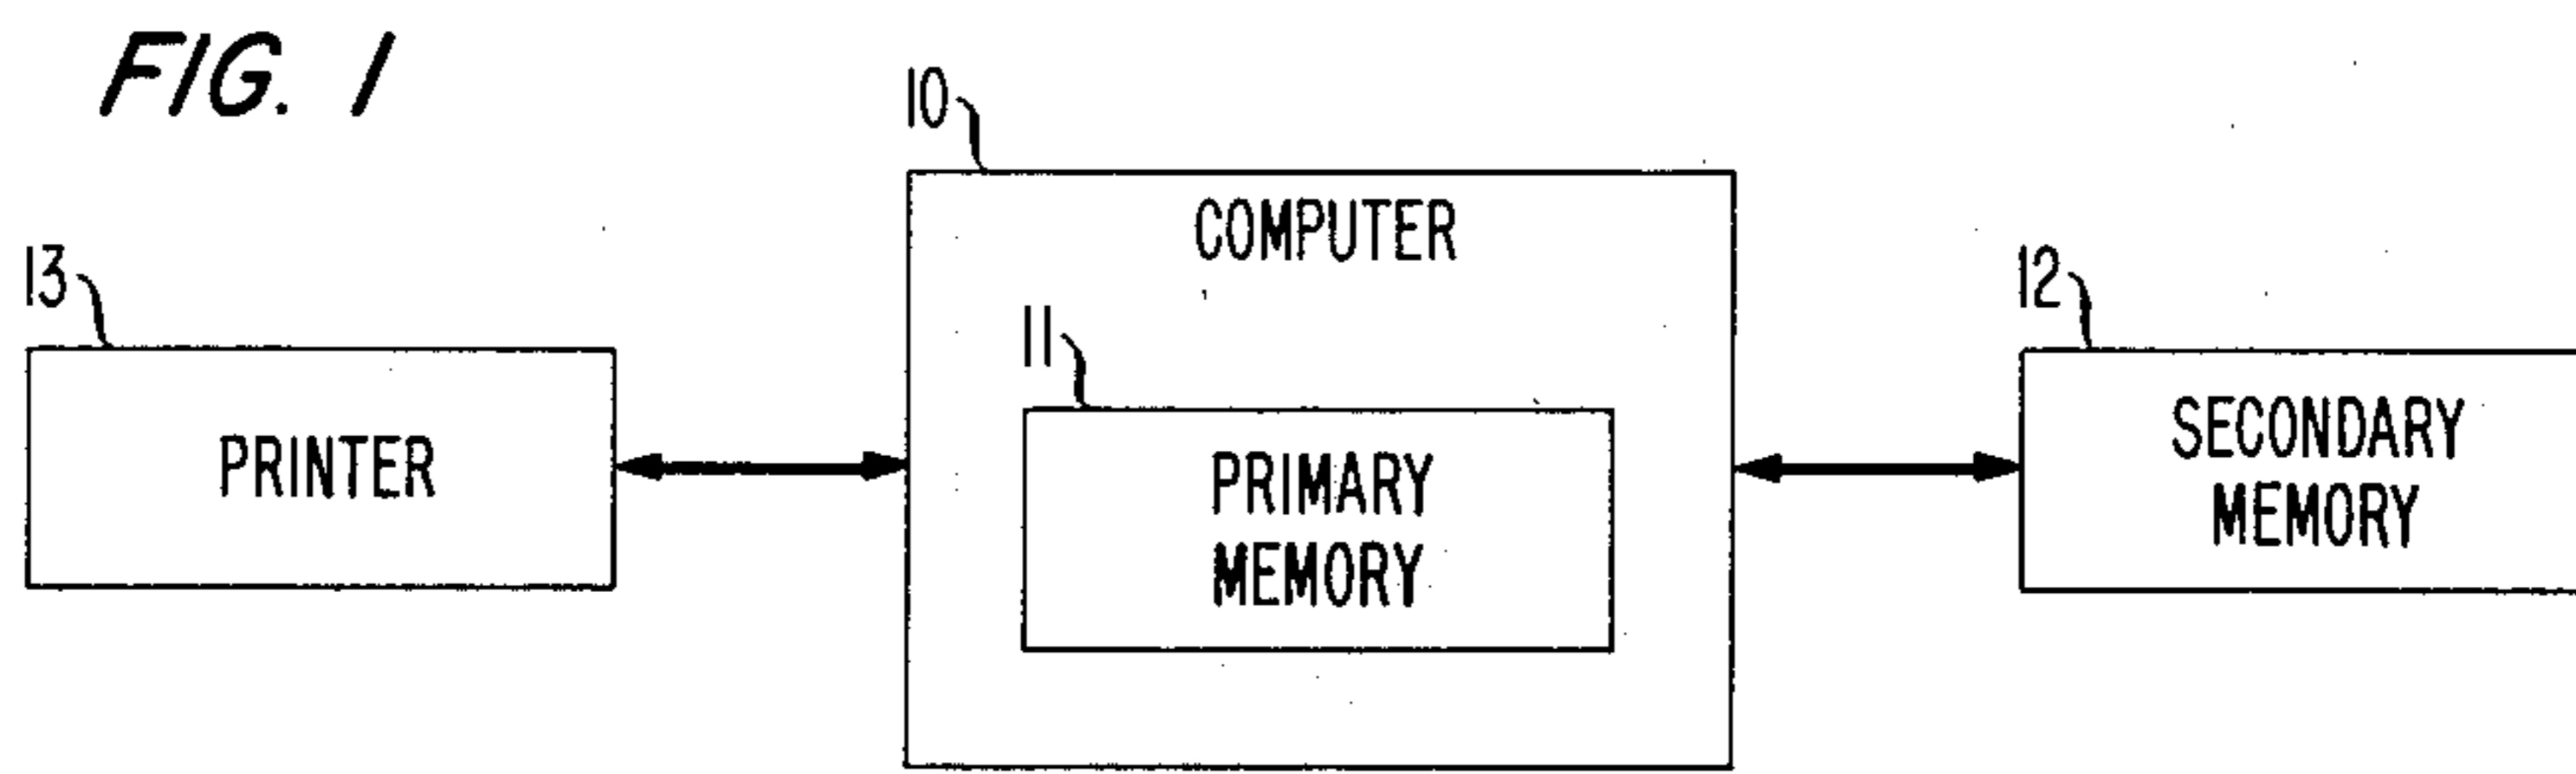 FIG. 1
10
COMPUTER
13
12
11
PRINTER
PRIMARY
MEMORY
SECONDARY
MEMORY